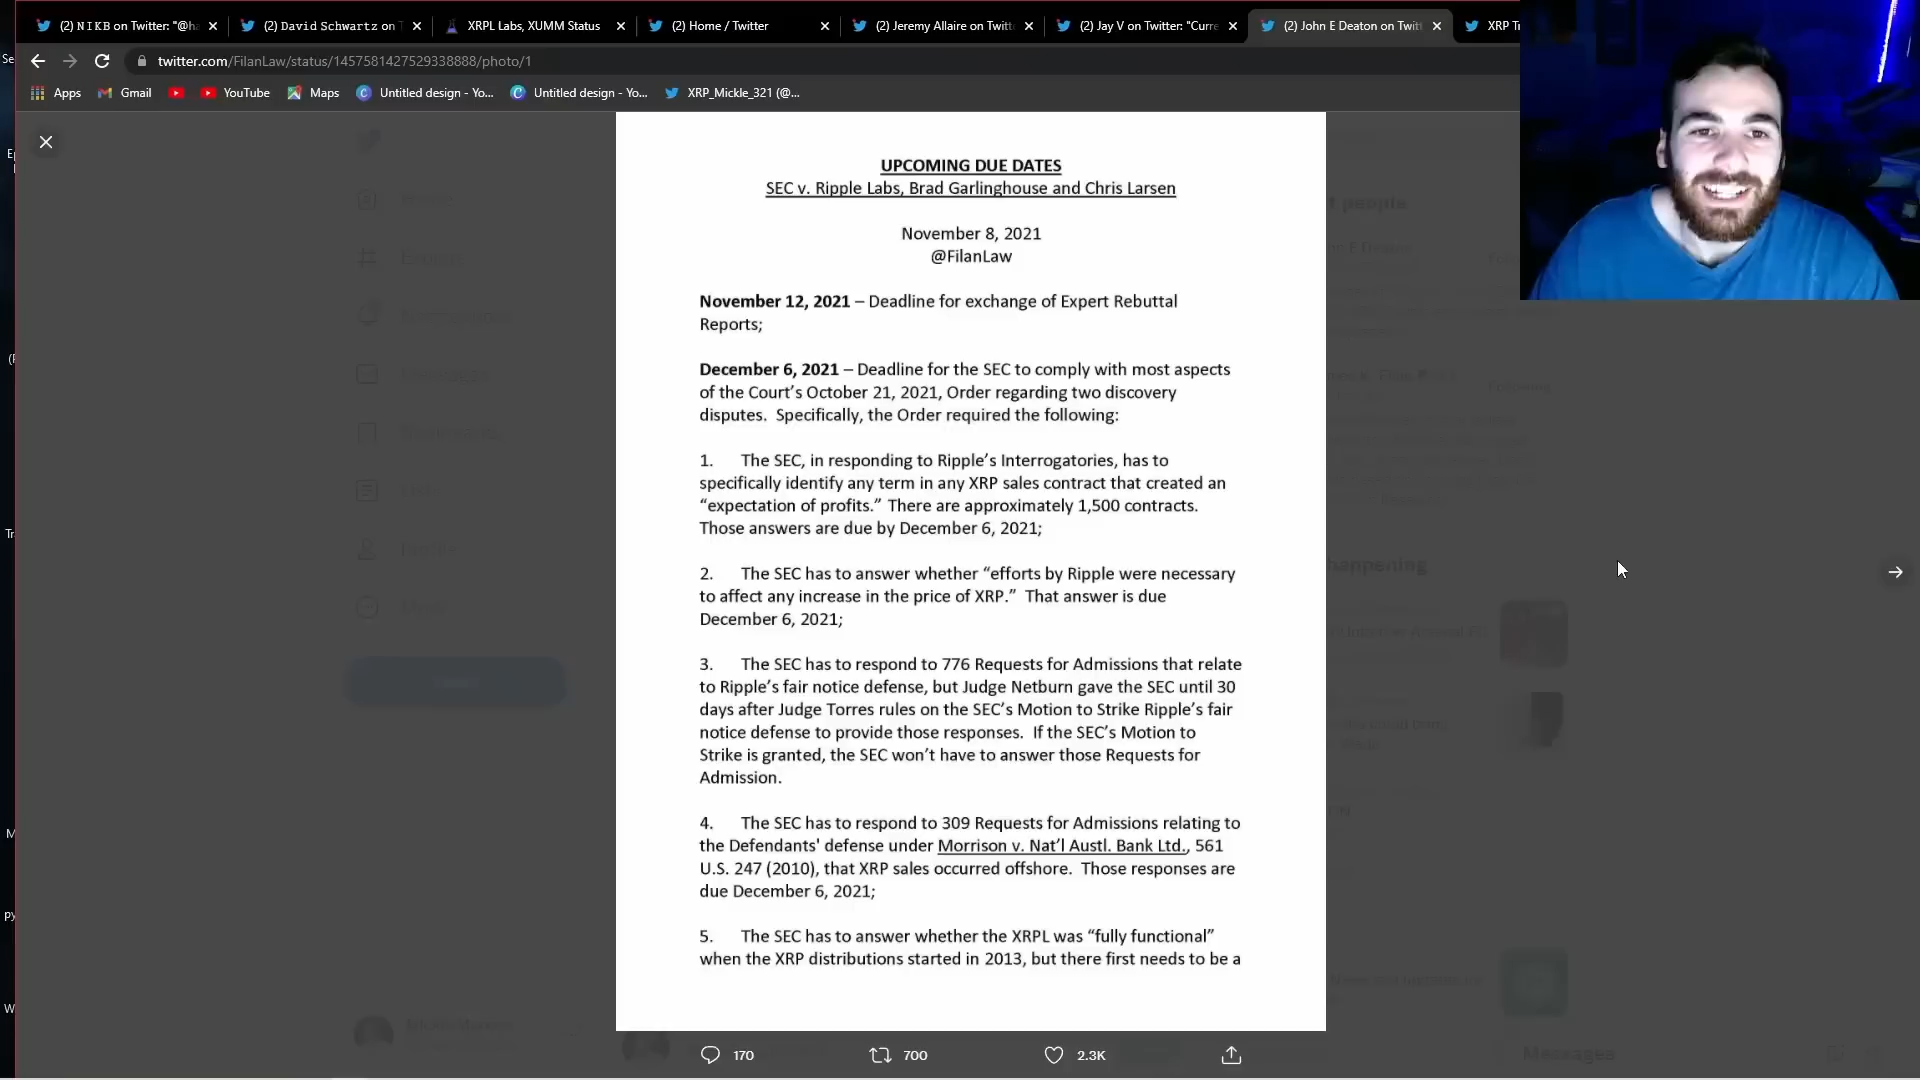 (2) N I K B on Twitter: "@ha
(2) David Schwartz on T
XRPL Labs, XUMM Status
(2) Home / Twitter
(2) Jeremy Allaire on Twitte
(2) Jay V on Twitter: "Curre
(2) John E Deaton on Twitt
XRP Tr
twitter.com/FilanLaw/status/1457581427529338888/photo/1
Apps
Gmail
YouTube
Maps
Untitled design - Yo...
Untitled design - Yo...
XRP_Mickle_321 (@...
UPCOMING DUE DATES
SEC v. Ripple Labs, Brad Garlinghouse and Chris Larsen
November 8, 2021
@FilanLaw
November 12, 2021 – Deadline for exchange of Expert Rebuttal
Reports;
December 6, 2021 – Deadline for the SEC to comply with most aspects
of the Court's October 21, 2021, Order regarding two discovery
disputes. Specifically, the Order required the following:
1. The SEC, in responding to Ripple's Interrogatories, has to
specifically identify any term in any XRP sales contract that created an
“expectation of profits.” There are approximately 1,500 contracts.
Those answers are due by December 6, 2021;
2. The SEC has to answer whether “efforts by Ripple were necessary
to affect any increase in the price of XRP.” That answer is due
December 6, 2021;
3. The SEC has to respond to 776 Requests for Admissions that relate
to Ripple's fair notice defense, but Judge Netburn gave the SEC until 30
days after Judge Torres rules on the SEC's Motion to Strike Ripple's fair
notice defense to provide those responses. If the SEC's Motion to
Strike is granted, the SEC won't have to answer those Requests for
Admission.
4. The SEC has to respond to 309 Requests for Admissions relating to
the Defendants' defense under Morrison v. Nat'l Austl. Bank Ltd., 561
U.S. 247 (2010), that XRP sales occurred offshore. Those responses are
due December 6, 2021;
5. The SEC has to answer whether the XRPL was “fully functional”
when the XRP distributions started in 2013, but there first needs to be a
170
700
2.3K
Messages